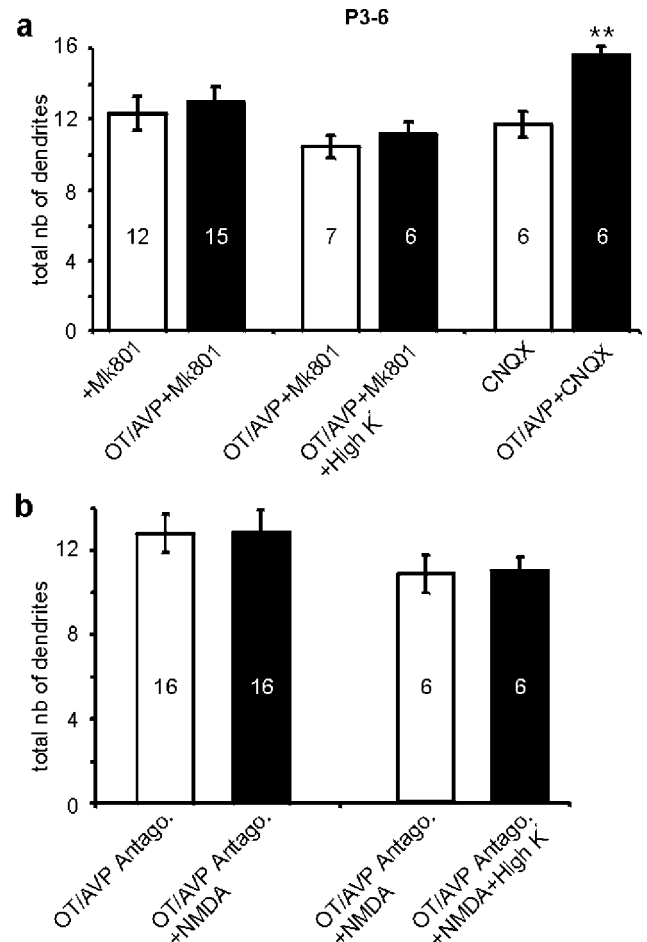 a
P3-6
total nb of dendrites
16
12
8
4
0
12
15
7
6
6
6
**
+Mk801
OT/AVP+Mk801
OT/AVP+Mk801
OT/AVP+Mk801
+High K
CNQX
OT/AVP+CNQX
b
total nb of dendrites
12
8
4
0
16
16
6
6
OT/AVP Antago.
OT/AVP Antago.
+NMDA
OT/AVP Antago.
+NMDA
OT/AVP Antago.
+NMDA+High K